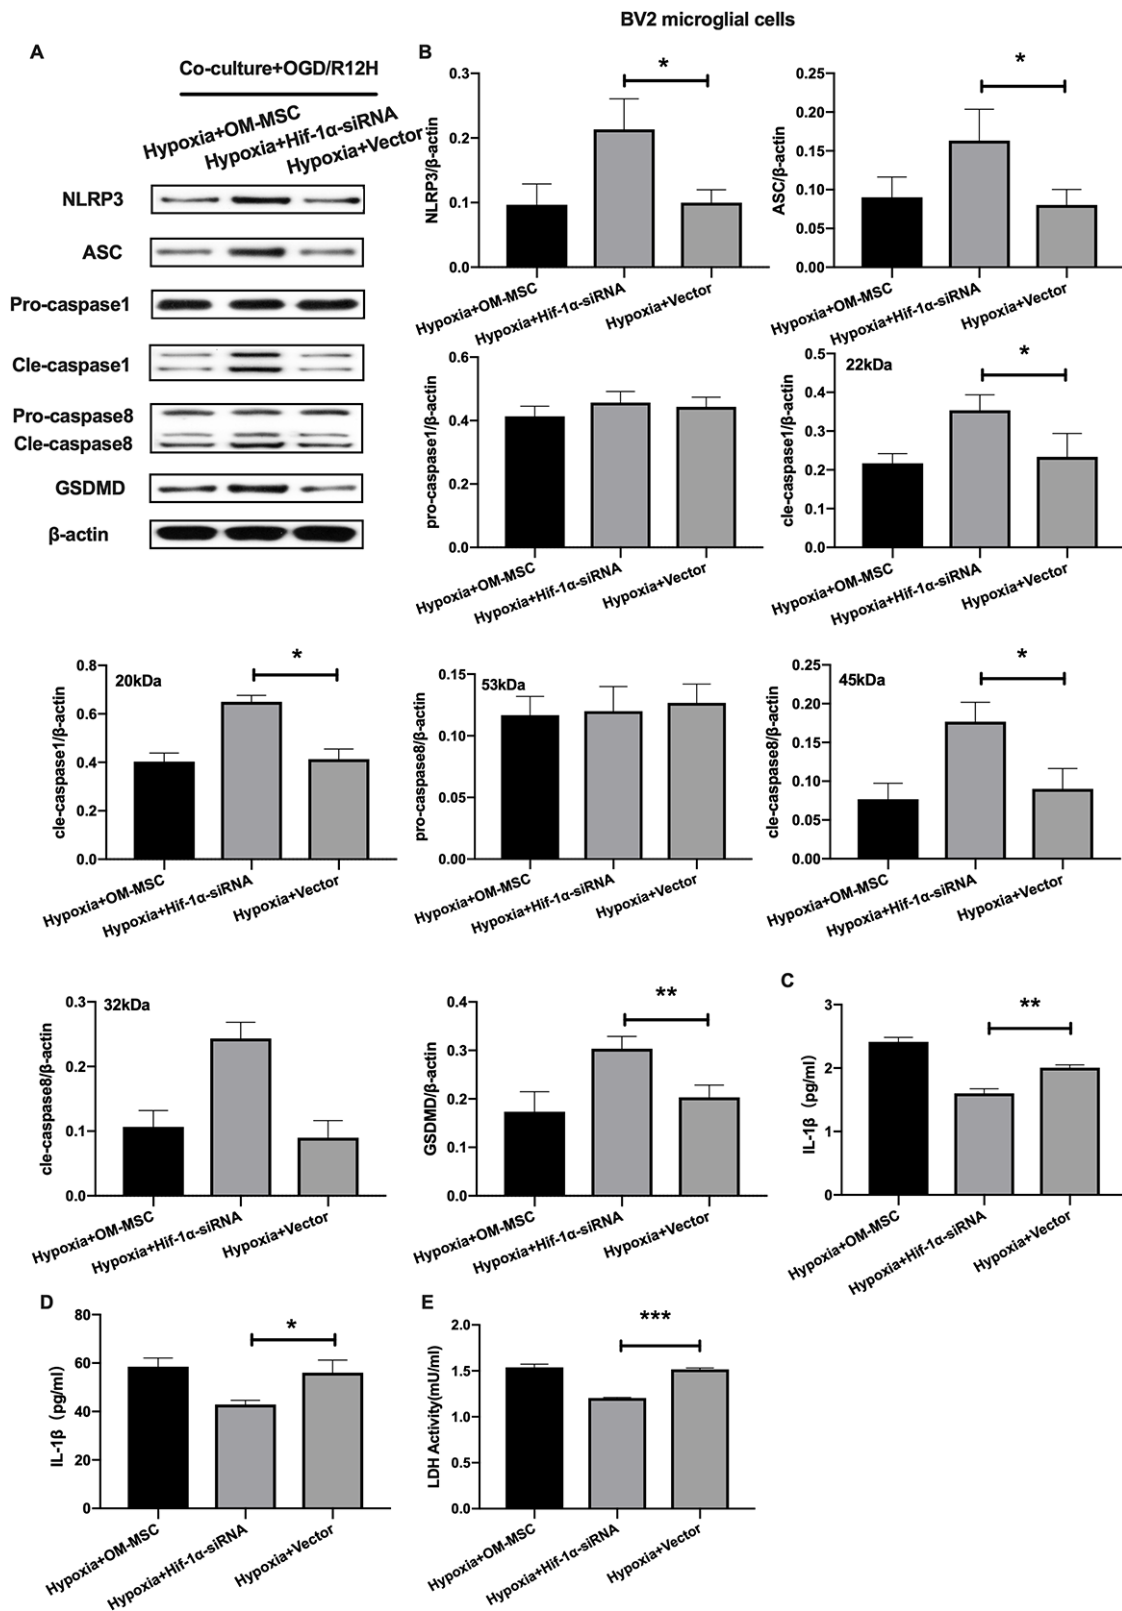 BV2 microglial cells
A
Co-culture+OGD/R12H
Hypoxia+OM-MSC
Hypoxia+Hif-1α-siRNA
Hypoxia+Vector
NLRP3
ASC
Pro-caspase1
Cle-caspase1
Pro-caspase8
Cle-caspase8
GSDMD
β-actin
B
NLRP3/β-actin
0.3
0.2
0.1
0.0
*
Hypoxia+OM-MSC
Hypoxia+Hif-1α-siRNA
Hypoxia+Vector
ASC/β-actin
0.25
0.20
0.15
0.10
0.05
0.00
*
Hypoxia+OM-MSC
Hypoxia+Hif-1α-siRNA
Hypoxia+Vector
pro-caspase1/β-actin
0.6
0.4
0.2
0.0
Hypoxia+OM-MSC
Hypoxia+Hif-1α-siRNA
Hypoxia+Vector
cle-caspase1/β-actin
0.5
0.4
0.3
0.2
0.1
0.0
22kDa
*
Hypoxia+OM-MSC
Hypoxia+Hif-1α-siRNA
Hypoxia+Vector
cle-caspase1/β-actin
0.8
0.6
0.4
0.2
0.0
20kDa
*
Hypoxia+OM-MSC
Hypoxia+Hif-1α-siRNA
Hypoxia+Vector
pro-caspase8/β-actin
0.15
0.10
0.05
0.00
53kDa
Hypoxia+OM-MSC
Hypoxia+Hif-1α-siRNA
Hypoxia+Vector
cle-caspase8/β-actin
0.25
0.20
0.15
0.10
0.05
0.00
45kDa
*
Hypoxia+OM-MSC
Hypoxia+Hif-1α-siRNA
Hypoxia+Vector
cle-caspase8/β-actin
0.3
0.2
0.1
0.0
32kDa
Hypoxia+OM-MSC
Hypoxia+Hif-1α-siRNA
Hypoxia+Vector
GSDMD/β-actin
0.4
0.3
0.2
0.1
0.0
**
Hypoxia+OM-MSC
Hypoxia+Hif-1α-siRNA
Hypoxia+Vector
C
IL-1β (pg/ml)
3
2
1
0
**
Hypoxia+OM-MSC
Hypoxia+Hif-1α-siRNA
Hypoxia+Vector
D
IL-1β (pg/ml)
80
60
40
20
0
*
Hypoxia+OM-MSC
Hypoxia+Hif-1α-siRNA
Hypoxia+Vector
E
LDH Activity(mU/ml)
2.0
1.5
1.0
0.5
0.0
***
Hypoxia+OM-MSC
Hypoxia+Hif-1α-siRNA
Hypoxia+Vector